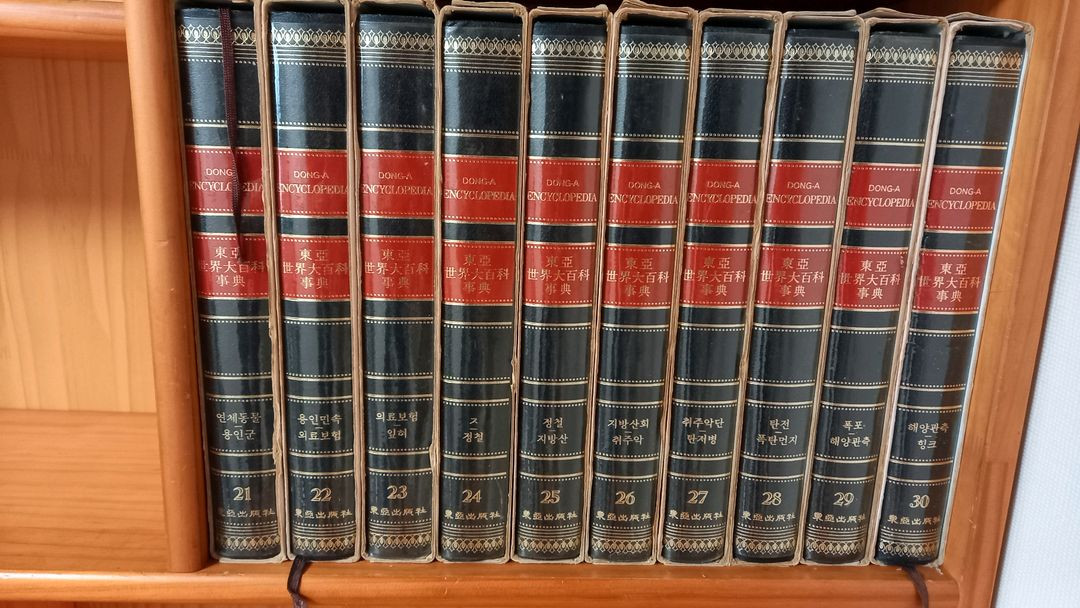 DONG-A
ENCYCLOPEDIA
東亞
世界大百科
事典
연체동물
용인군
21
東亞出版社
DONG-A
ENCYCLOPEDIA
東亞
世界大百科
事典
용인민속
의료보험
22
東亞出版社
DONG-A
ENCYCLOPEDIA
東亞
世界大百科
事典
의료보험
잎혀
23
東亞出版社
DONG-A
ENCYCLOPEDIA
東亞
世界大百科
事典
ㅈ
정철
24
東亞出版社
DONG-A
ENCYCLOPEDIA
東亞
世界大百科
事典
정철
지방산
25
東亞出版社
DONG-A
ENCYCLOPEDIA
東亞
世界大百科
事典
지방산회
취주악
26
東亞出版社
DONG-A
ENCYCLOPEDIA
東亞
世界大百科
事典
취주악단
탄저병
27
東亞出版社
DONG-A
ENCYCLOPEDIA
東亞
世界大百科
事典
탄전
폭탄먼지
28
東亞出版社
DONG-A
ENCYCLOPEDIA
東亞
世界大百科
事典
폭포
해양관측
29
東亞出版社
DONG-A
ENCYCLOPEDIA
東亞
世界大百科
事典
해양관측
힝크
30
東亞出版社